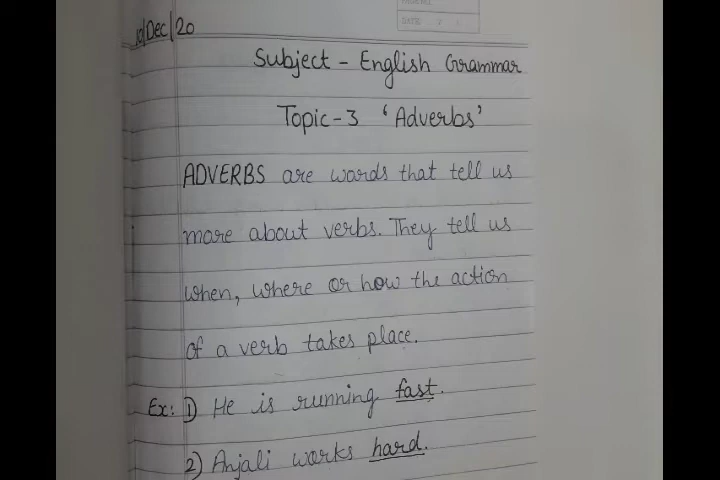 10/Dec/20
DATE:
Subject - English Grammar
Topic-3 'Adverbs'
ADVERBS are words that tell us
more about verbs. They tell us
when, where or how the action
of a verb takes place.
Ex: 1) He is running fast.
2) Anjali works hard.